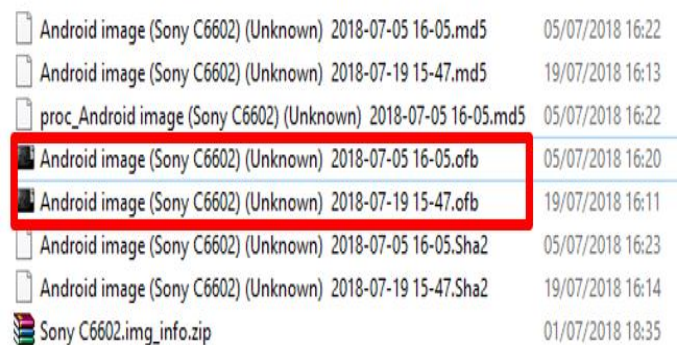 Android image (Sony C6602) (Unknown) 2018-07-05 16-05.md5 05/07/2018 16:22
Android image (Sony C6602) (Unknown) 2018-07-19 15-47.md5 19/07/2018 16:13
proc_Android image (Sony C6602) (Unknown) 2018-07-05 16-05.md5 05/07/2018 16:22
Android image (Sony C6602) (Unknown) 2018-07-05 16-05.ofb 05/07/2018 16:20
Android image (Sony C6602) (Unknown) 2018-07-19 15-47.ofb 19/07/2018 16:11
Android image (Sony C6602) (Unknown) 2018-07-05 16-05.Sha2 05/07/2018 16:23
Android image (Sony C6602) (Unknown) 2018-07-19 15-47.Sha2 19/07/2018 16:14
Sony C6602.img_info.zip 01/07/2018 18:35